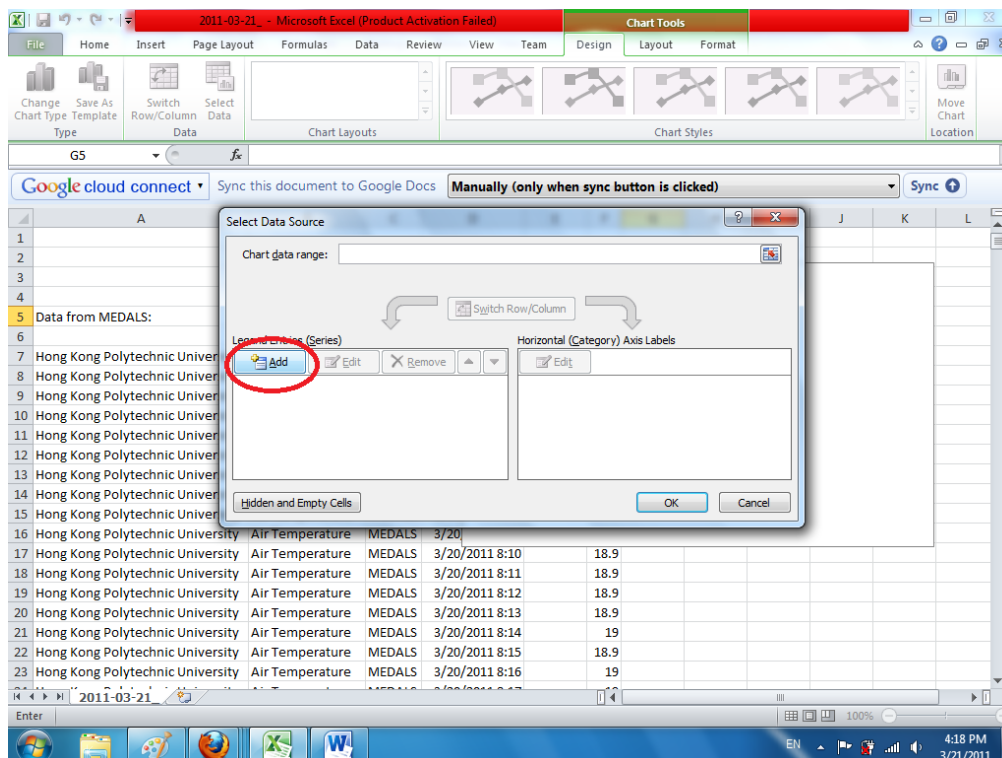 2011-03-21_ - Microsoft Excel (Product Activation Failed) Chart Tools
File Home Insert Page Layout Formulas Data Review View Team Design Layout Format
Change Chart Type Save As Template Switch Row/Column Select Data Move Chart
Type Data Chart Layouts Chart Styles Location
G5 fx
Google cloud connect Sync this document to Google Docs Manually (only when sync button is clicked) Sync
A J K L
Select Data Source
Chart data range:
Switch Row/Column
Legend Entries (Series) Horizontal (Category) Axis Labels
Add Edit Remove Edit
Hidden and Empty Cells OK Cancel
1
2
3
4
5 Data from MEDALS:
6
7 Hong Kong Polytechnic Univer
8 Hong Kong Polytechnic Univer
9 Hong Kong Polytechnic Univer
10 Hong Kong Polytechnic Univer
11 Hong Kong Polytechnic Univer
12 Hong Kong Polytechnic Univer
13 Hong Kong Polytechnic Univer
14 Hong Kong Polytechnic Univer
15 Hong Kong Polytechnic Univer
16 Hong Kong Polytechnic University Air Temperature MEDALS 3/20
17 Hong Kong Polytechnic University Air Temperature MEDALS 3/20/2011 8:10 18.9
18 Hong Kong Polytechnic University Air Temperature MEDALS 3/20/2011 8:11 18.9
19 Hong Kong Polytechnic University Air Temperature MEDALS 3/20/2011 8:12 18.9
20 Hong Kong Polytechnic University Air Temperature MEDALS 3/20/2011 8:13 18.9
21 Hong Kong Polytechnic University Air Temperature MEDALS 3/20/2011 8:14 19
22 Hong Kong Polytechnic University Air Temperature MEDALS 3/20/2011 8:15 18.9
23 Hong Kong Polytechnic University Air Temperature MEDALS 3/20/2011 8:16 19
2011-03-21_
Enter 100%
EN 4:18 PM
3/21/2011